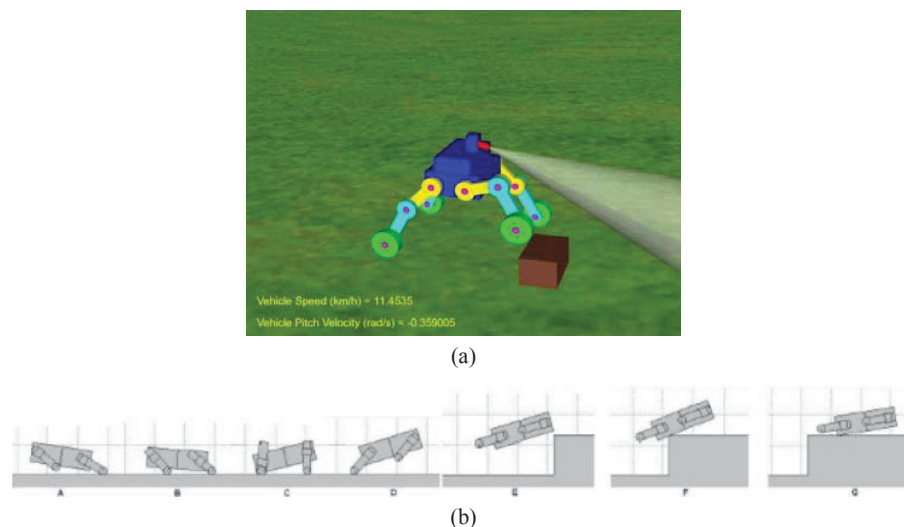 Vehicle Speed (km/h) = 11.4535
Vehicle Pitch Velocity (rad/s) = -0.359005
(a)
A B C D E F G
(b)